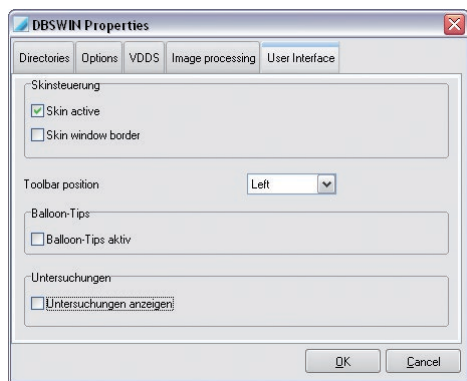 DBSWIN Properties
Directories Options VDDS Image processing User Interface
Skinsteuerung
Skin active
Skin window border
Toolbar position Left
Balloon-Tips
Balloon-Tips aktiv
Untersuchungen
Untersuchungen anzeigen
OK Cancel